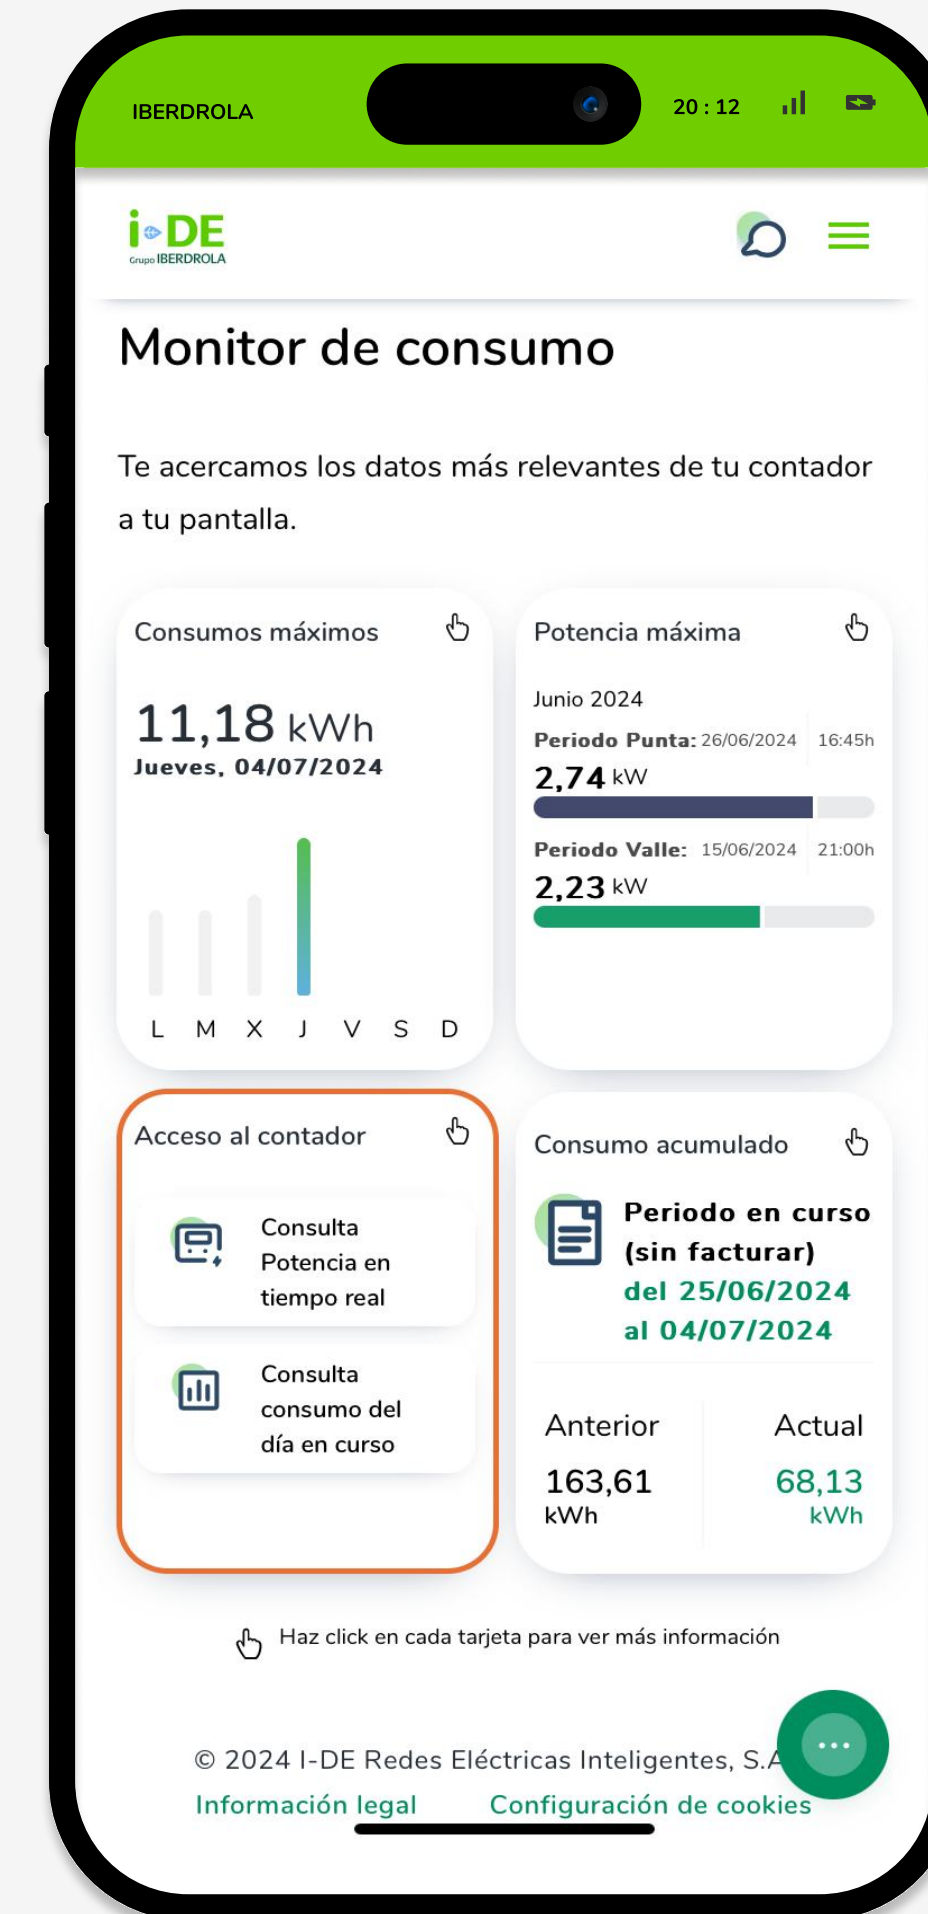 IBERDROLA
20 : 12
i DE
Grupo IBERDROLA
Monitor de consumo
Te acercamos los datos más relevantes de tu contador
a tu pantalla.
Consumos máximos
11,18 kWh
Jueves, 04/07/2024
L M X J V S D
Potencia máxima
Junio 2024
Periodo Punta: 26/06/2024 16:45h
2,74 kW
Periodo Valle: 15/06/2024 21:00h
2,23 kW
Acceso al contador
Consulta
Potencia en
tiempo real
Consulta
consumo del
día en curso
Consumo acumulado
Periodo en curso
(sin facturar)
del 25/06/2024
al 04/07/2024
Anterior
163,61
kWh
Actual
68,13
kWh
Haz click en cada tarjeta para ver más información
© 2024 I-DE Redes Eléctricas Inteligentes, S.A
Información legal Configuración de cookies